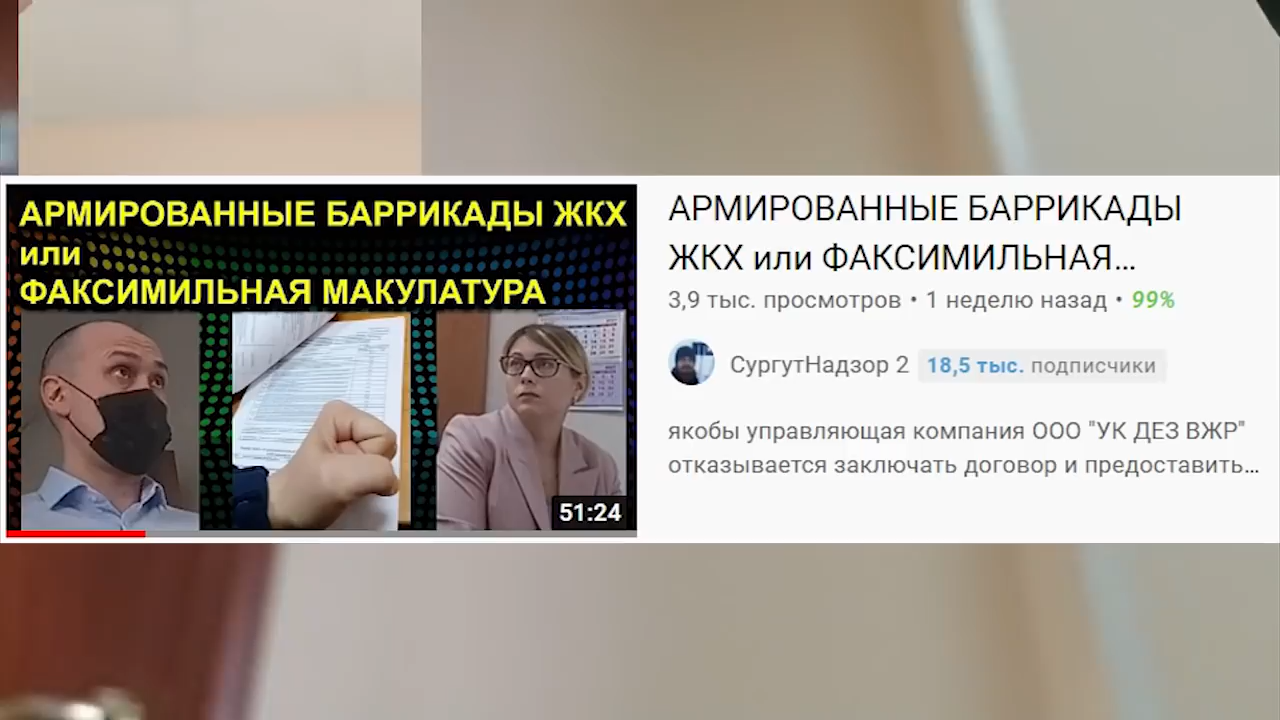 АРМИРОВАННЫЕ БАРРИКАДЫ ЖКХ
или
ФАКСИМИЛЬНАЯ МАКУЛАТУРА
51:24
АРМИРОВАННЫЕ БАРРИКАДЫ
ЖКХ или ФАКСИМИЛЬНАЯ...
3,9 тыс. просмотров • 1 неделю назад • 99%
СургутНадзор 2 18,5 тыс. подписчики
якобы управляющая компания ООО "УК ДЕЗ ВЖР"
отказывается заключать договор и предоставить...